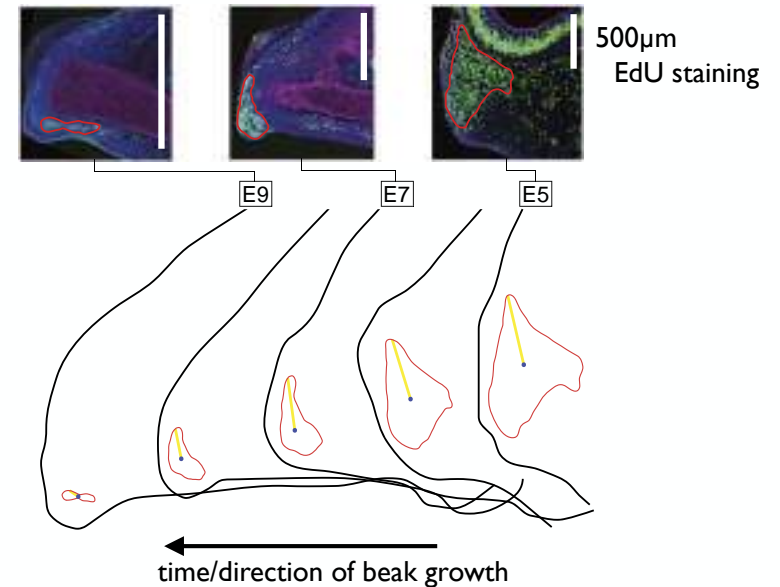 500µm
EdU staining
E9
E7
E5
time/direction of beak growth